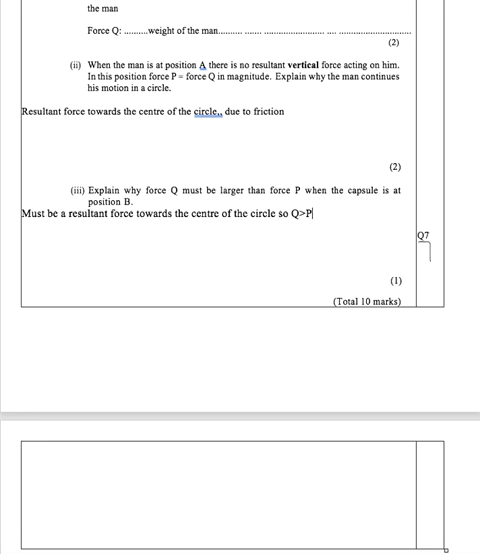 the man
Force Q: ..........weight of the man.......... ....... .......................... .... ...............................
(2)
(ii) When the man is at position A there is no resultant vertical force acting on him.
In this position force P = force Q in magnitude. Explain why the man continues
his motion in a circle.
Resultant force towards the centre of the circle,, due to friction
(2)
(iii) Explain why force Q must be larger than force P when the capsule is at
position B.
Must be a resultant force towards the centre of the circle so Q>P
Q7
(1)
(Total 10 marks)